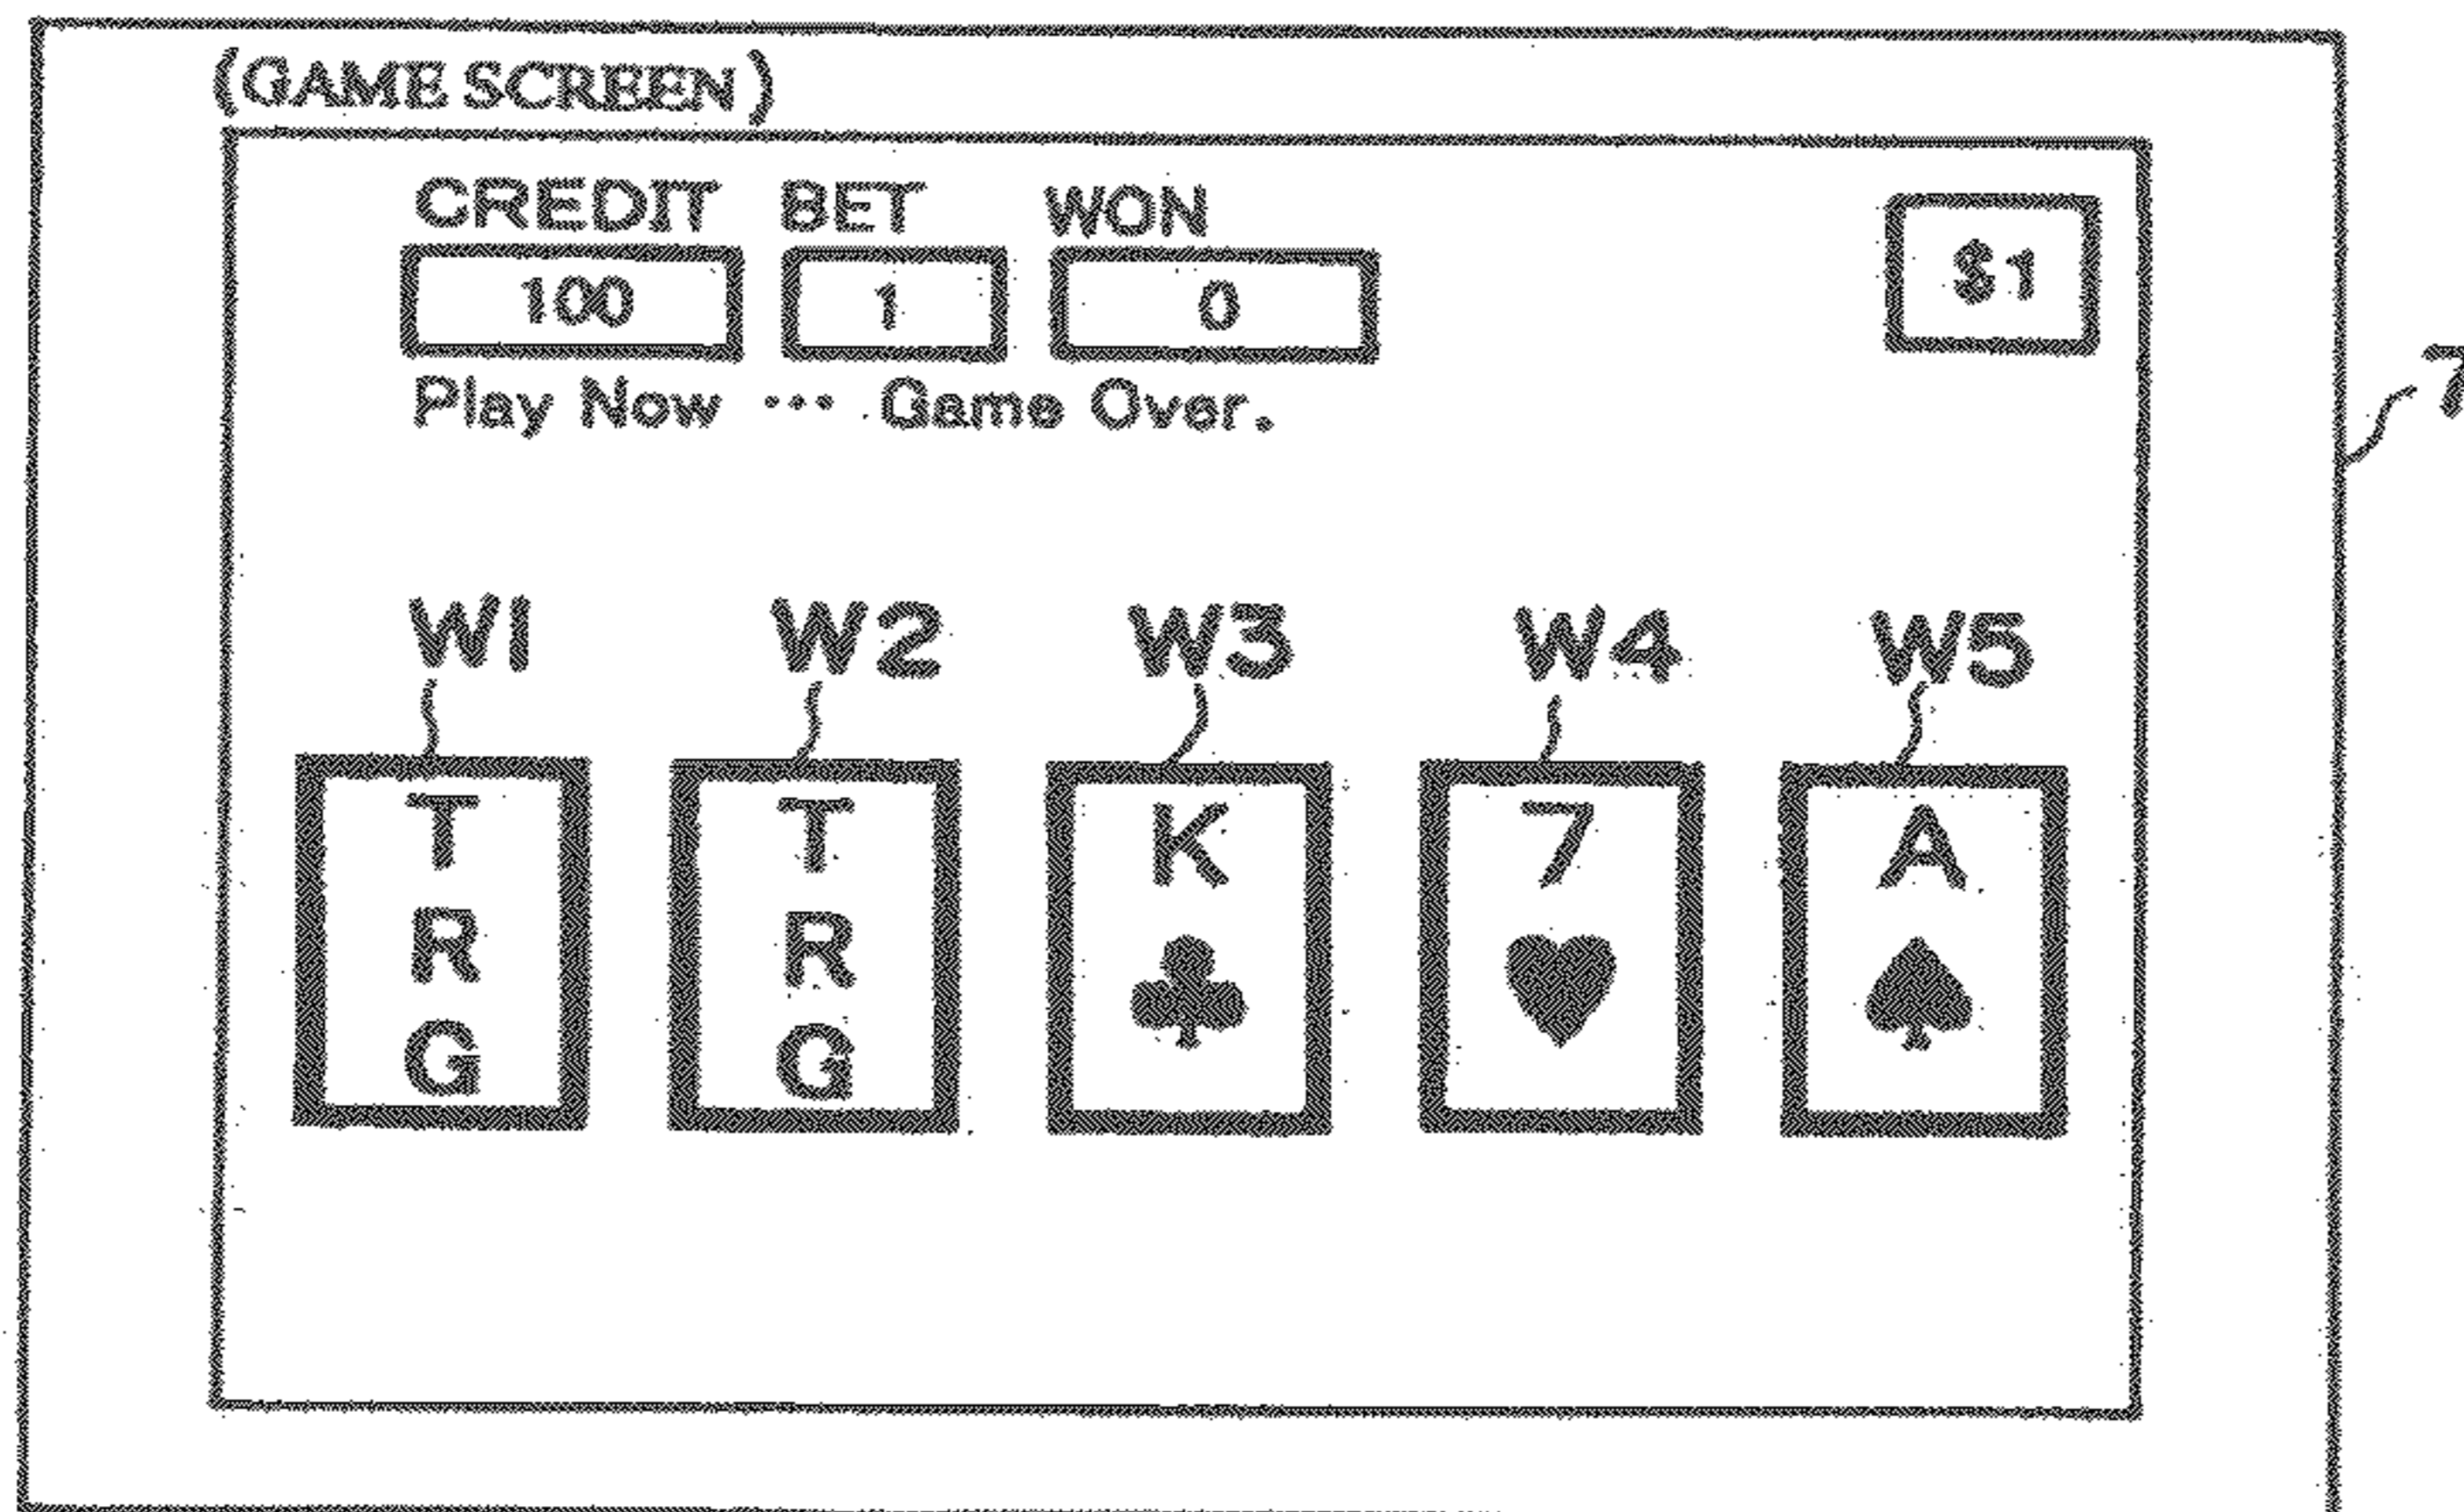 (GAME SCREEN)
CREDIT BET WON
100 1 0 $1
Play Now ... Game Over.
7
W1 W2 W3 W4 W5
T T K 7 A
R R
G G